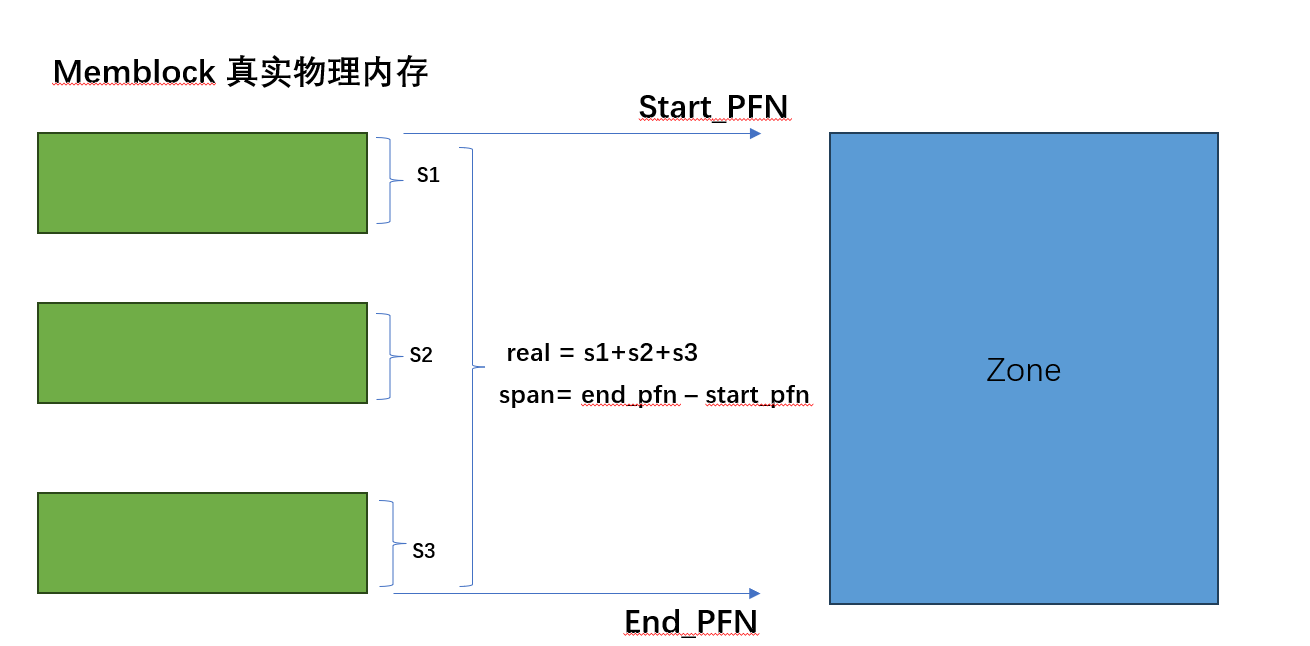 Memblock 真实物理内存
Start_PFN
S1
S2
real = s1+s2+s3
span= end_pfn – start_pfn
Zone
S3
End_PFN